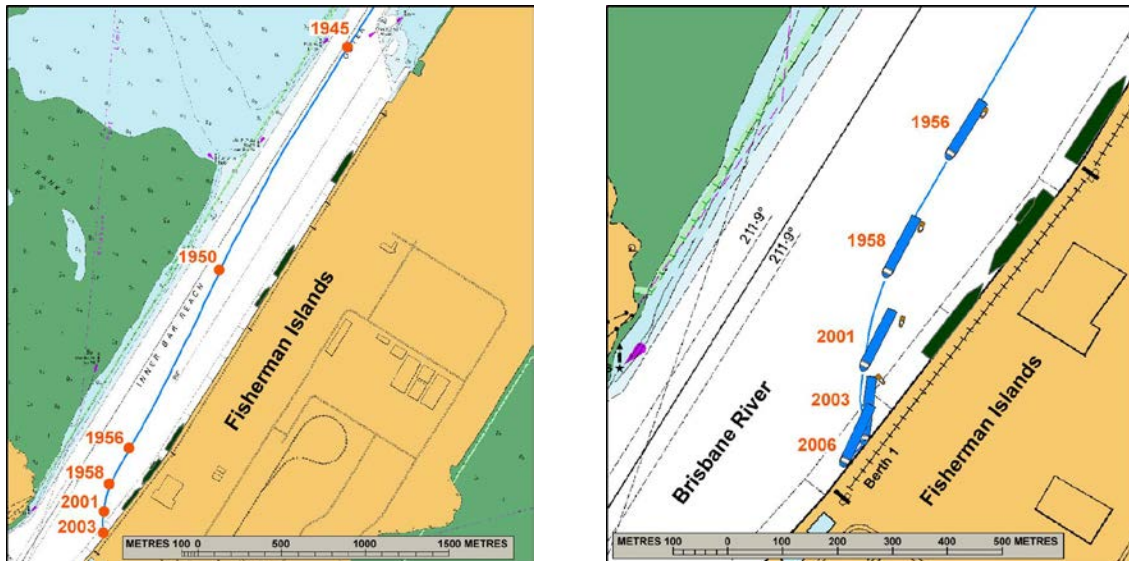 1945
1950
INNER BAR REACH
BANKS
Fisherman Islands
1956
1958
2001
2003
METRES 100 0 500 1000 1500 METRES
1956
211·9°
211·9°
1958
2001
2003
2006
Brisbane River
Berth 1
Fisherman Islands
METRES 100 0 100 200 300 400 500 METRES